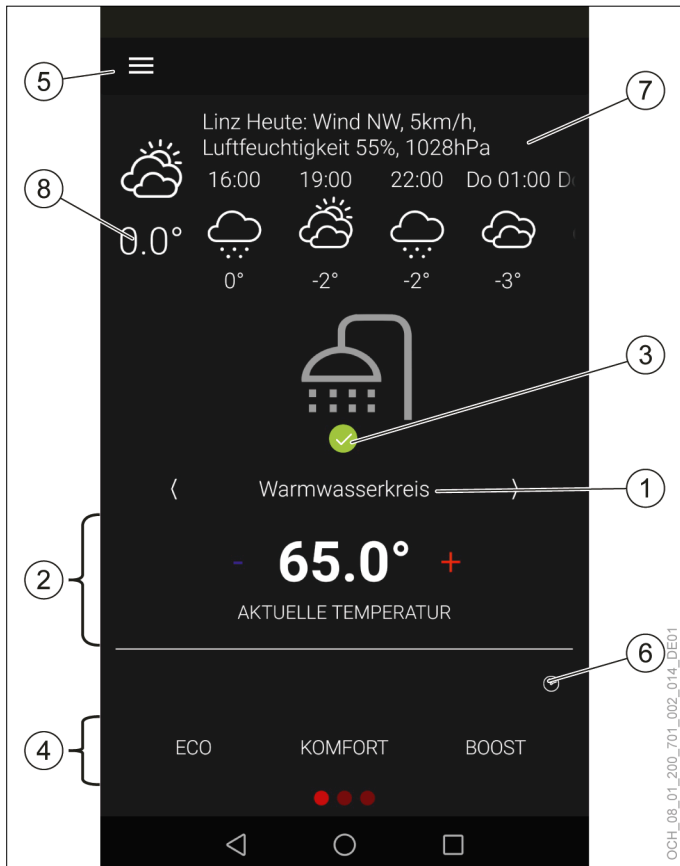 Linz Heute: Wind NW, 5km/h,
Luftfeuchtigkeit 55%, 1028hPa
16:00 19:00 22:00 Do 01:00
0.0°
0° -2° -2° -3°
Warmwasserkreis
- 65.0° +
AKTUELLE TEMPERATUR
ECO KOMFORT BOOST
5
8
2
4
7
3
1
6
OCH_08_01_200_701_002_014_DE01